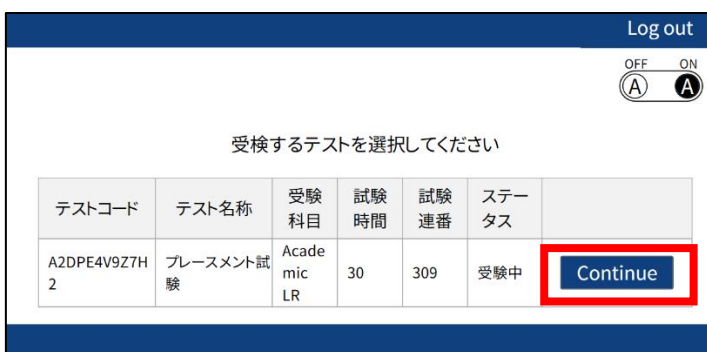 Log out
OFF ON
A A
受検するテストを選択してください
テストコード テスト名称 受験 試験 試験 ステー
科目 時間 連番 タス
A2DPE4V9Z7H プレースメント試 Acade
mic 30 309 受験中 Continue
2 験 LR